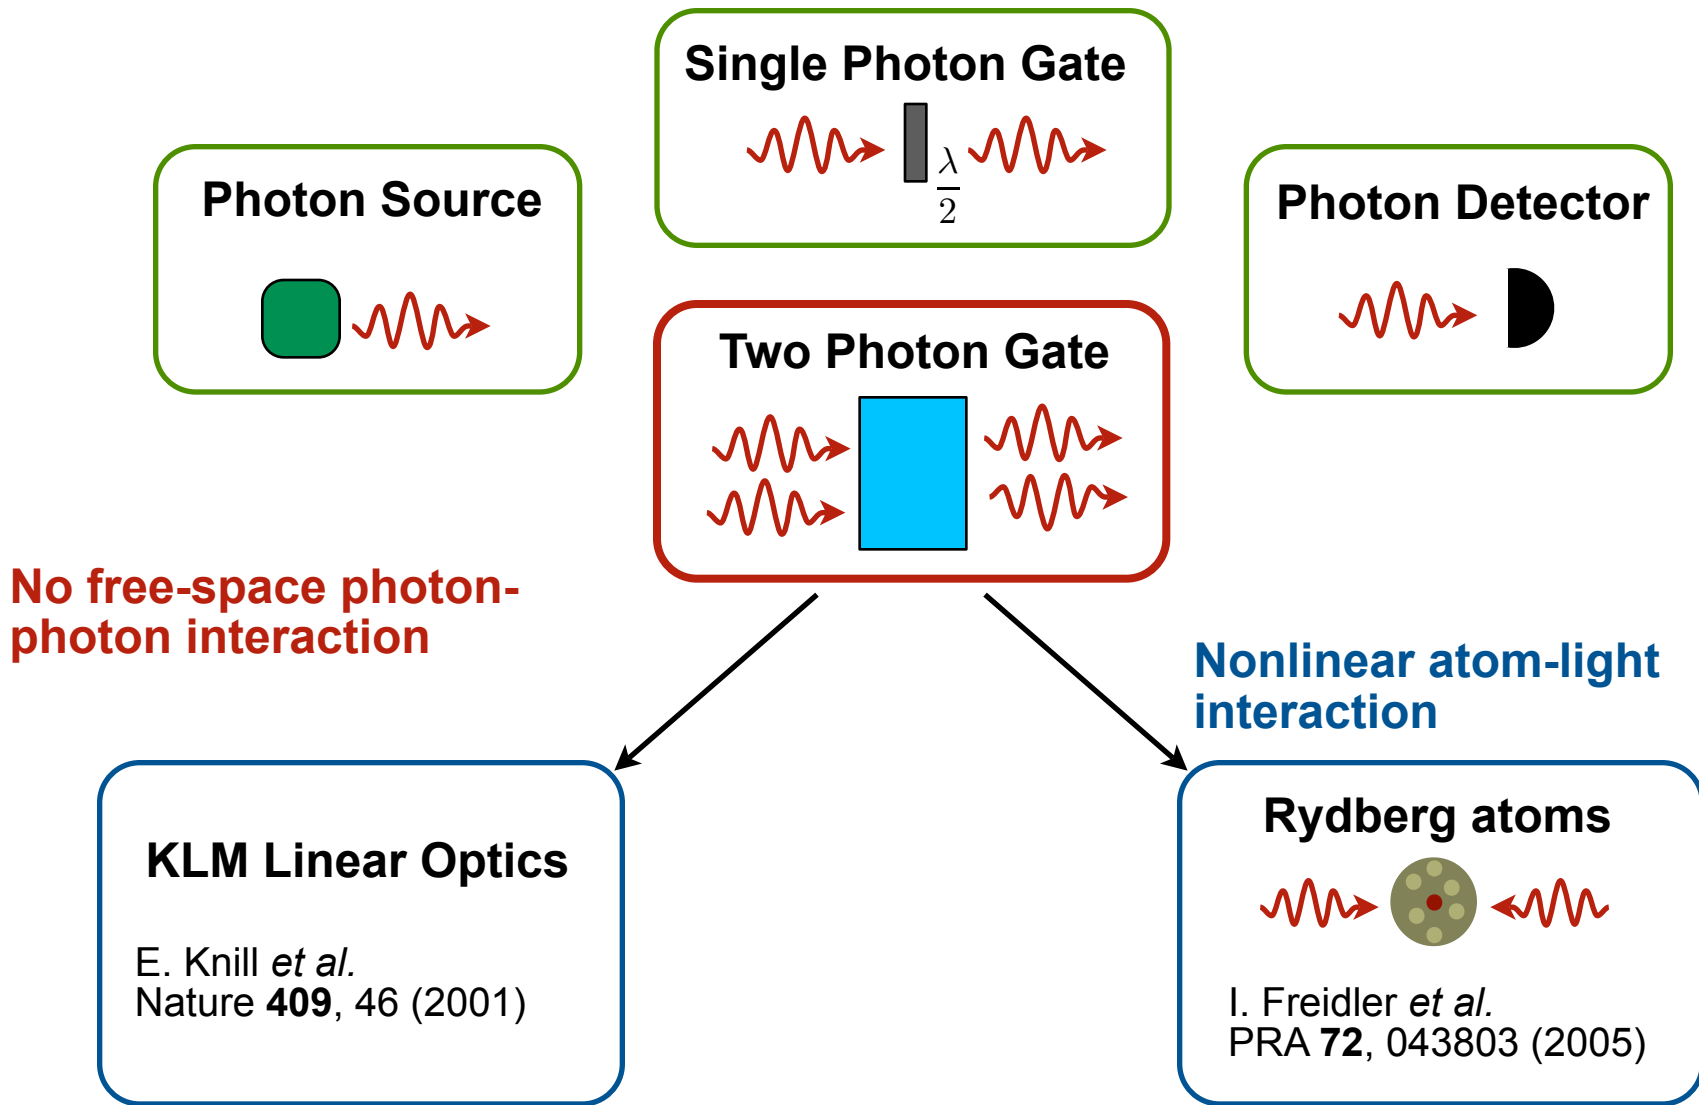 Single Photon Gate
λ
2
Photon Source
Photon Detector
Two Photon Gate
No free-space photon-
photon interaction
Nonlinear atom-light
interaction
KLM Linear Optics
E. Knill et al.
Nature 409, 46 (2001)
Rydberg atoms
I. Freidler et al.
PRA 72, 043803 (2005)